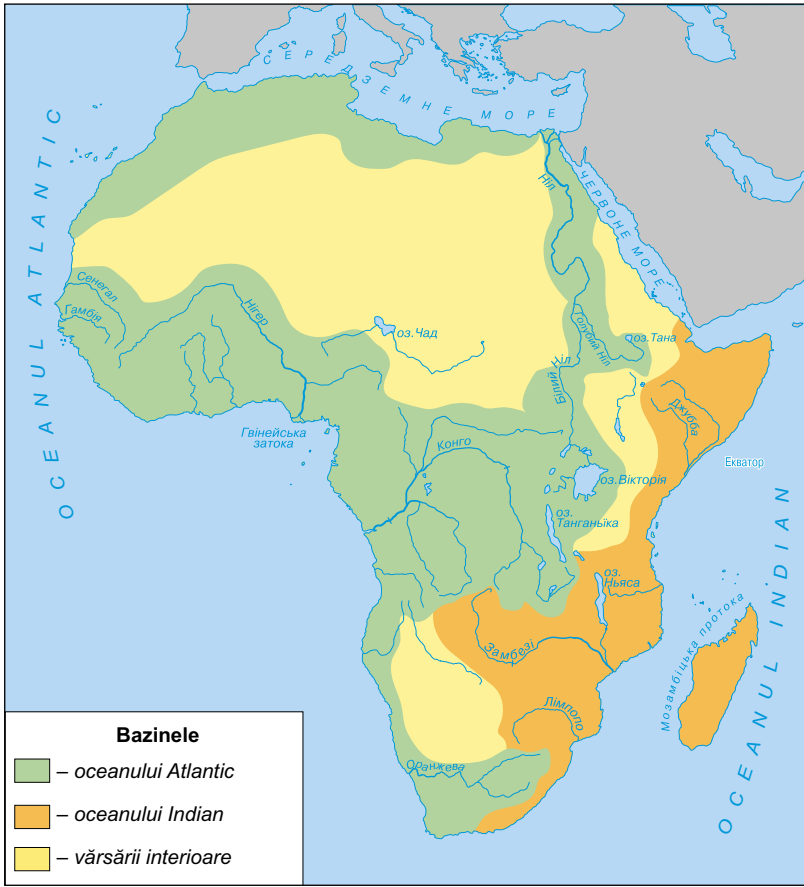 СЕРЕДЗЕМНЕ МОРЕ
OCEANUL ATLANTIC
Ніл
ЧЕРВОНЕ МОРЕ
Сенегал
Гамбія
Нігер
оз.Чад
Голубий Ніл
оз.Тана
Білий Ніл
Джубба
Гвінейська
затока
Конго
Екватор
оз.Вікторія
оз.
Танганьїка
оз.
Ньяса
OCEANUL INDIAN
Мозамбіцька протока
Замбезі
Лімпопо
Оранжева
Bazinele
– oceanului Atlantic
– oceanului Indian
– vărsării interioare